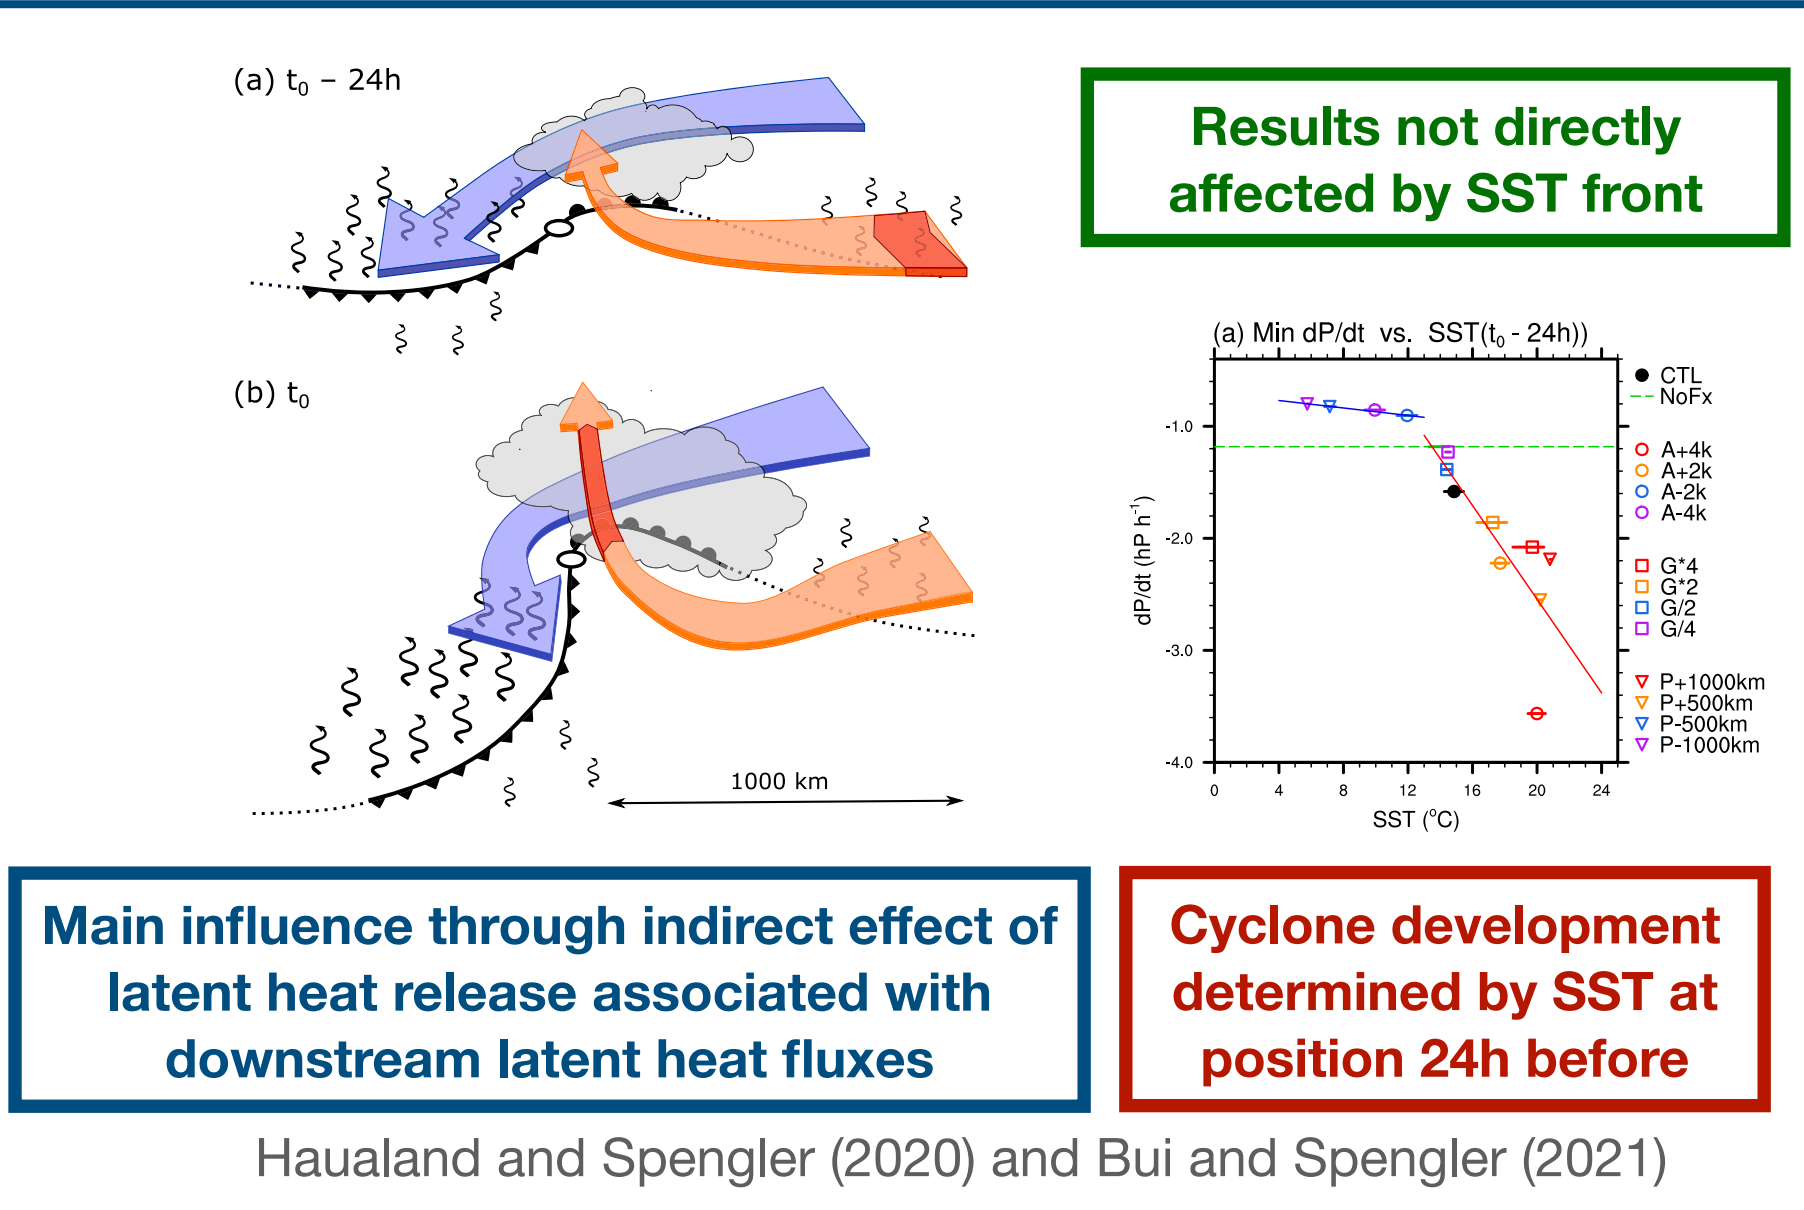 (a) t₀ – 24h
Results not directly
affected by SST front
(b) t₀
1000 km
(a) Min dP/dt vs. SST(t₀ - 24h))
dP/dt (hP h⁻¹)
-1.0
-2.0
-3.0
-4.0
0 4 8 12 16 20 24
SST (°C)
CTL
NoFx
A+4k
A+2k
A-2k
A-4k
G*4
G*2
G/2
G/4
P+1000km
P+500km
P-500km
P-1000km
Main influence through indirect effect of
latent heat release associated with
downstream latent heat fluxes
Cyclone development
determined by SST at
position 24h before
Haualand and Spengler (2020) and Bui and Spengler (2021)